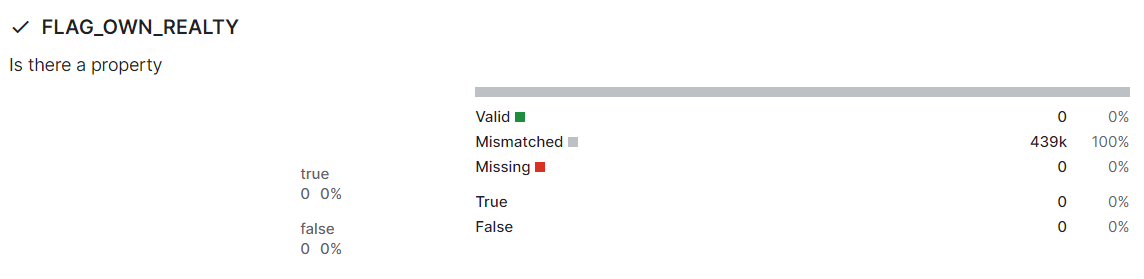 FLAG_OWN_REALTY
Is there a property
true
0 0%
false
0 0%
Valid 0 0%
Mismatched 439k 100%
Missing 0 0%
True 0 0%
False 0 0%